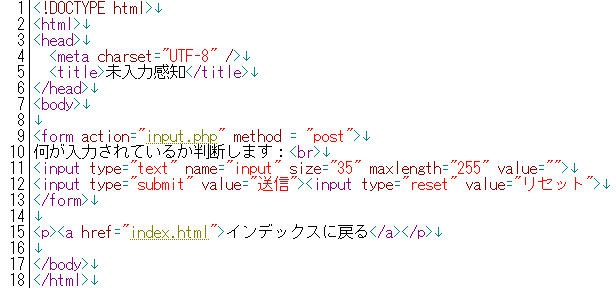 1 <!DOCTYPE html>↓
2 <html>↓
3 <head>↓
4   <meta charset="UTF-8" />↓
5   <title>未入力感知</title>↓
6 </head>↓
7 <body>↓
8 ↓
9 <form action="input.php" method = "post">↓
10 何が入力されているか判断します：<br>↓
11 <input type="text" name="input" size="35" maxlength="255" value="">↓
12 <input type="submit" value="送信"><input type="reset" value="リセット">↓
13 </form>↓
14 ↓
15 <p><a href="index.html">インデックスに戻る</a></p>↓
16 ↓
17 </body>↓
18 </html>↓